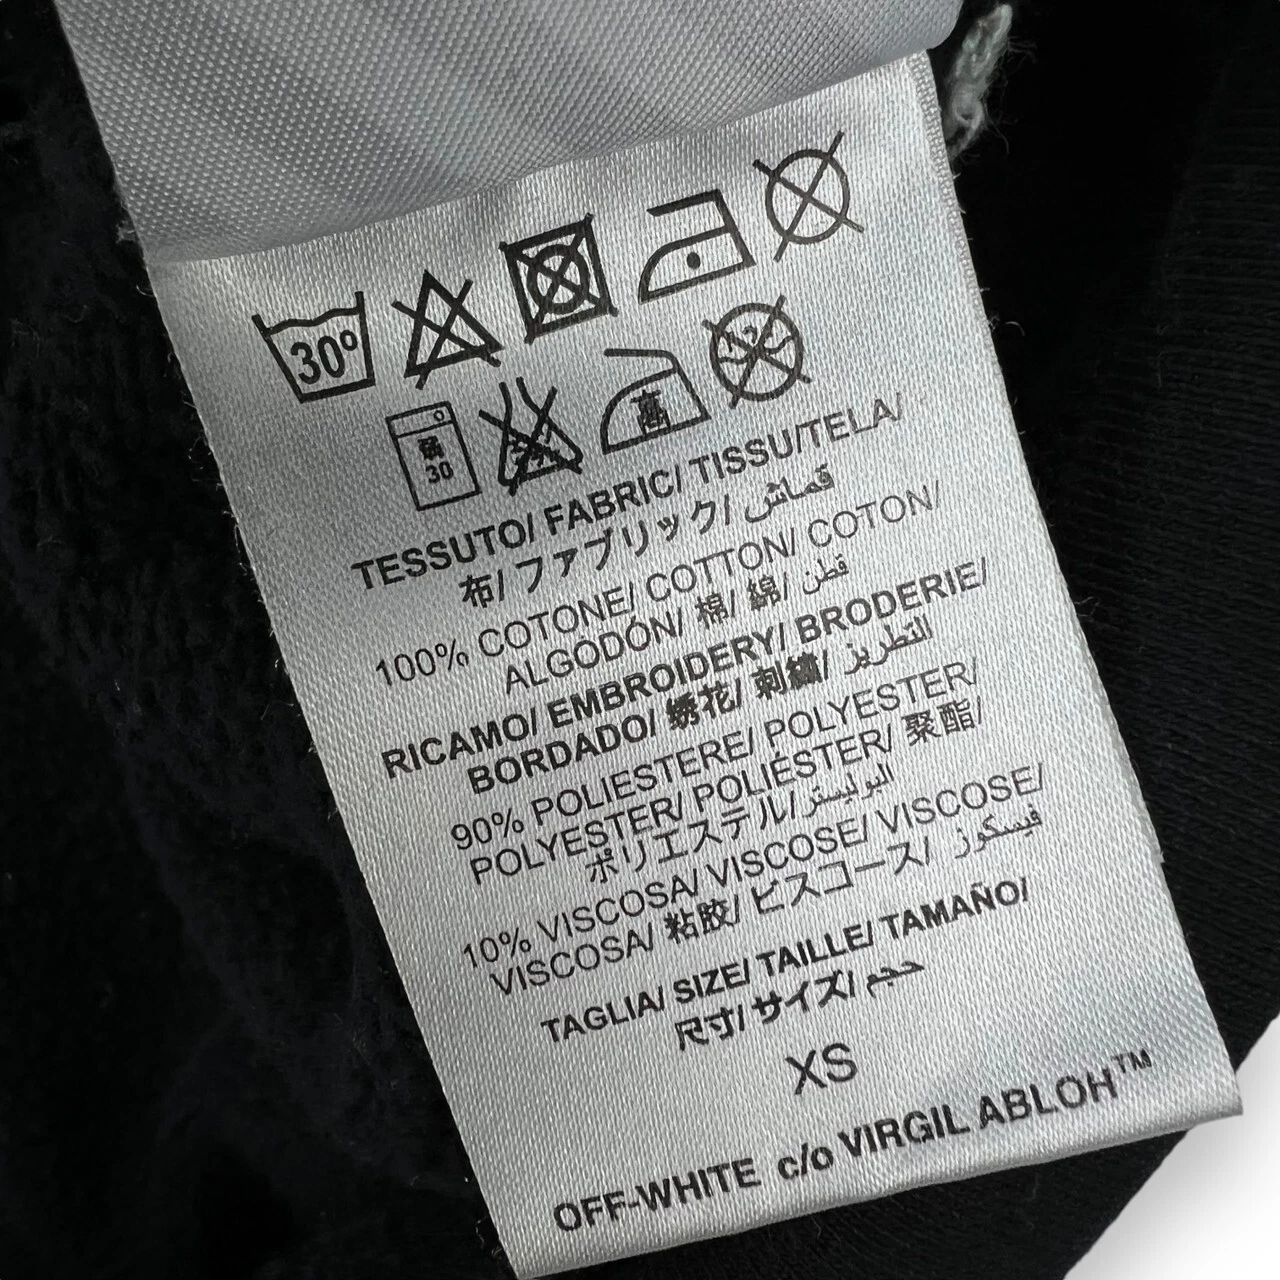 30°
弱
30
高
TESSUTO/ FABRIC/ TISSU/TELA/
布/ ファブリック/ قماش
100% COTONE/ COTTON/ COTON/
ALGODÓN/ 棉/ 綿/ قطن
RICAMO/ EMBROIDERY/ BRODERIE/
BORDADO/ 绣花/ 刺繍/ التطريز
90% POLIESTERE/ POLYESTER/
POLYESTER/ POLIÉSTER/ 聚酯/
ポリエステル/ البوليستر
10% VISCOSA/ VISCOSE/ VISCOSE/
VISCOSA/ 粘胶/ ビスコース/ فيسكوز
TAGLIA/ SIZE/ TAILLE/ TAMAÑO/
尺寸/ サイズ/ حجم
XS
OFF-WHITE c/o VIRGIL ABLOH™